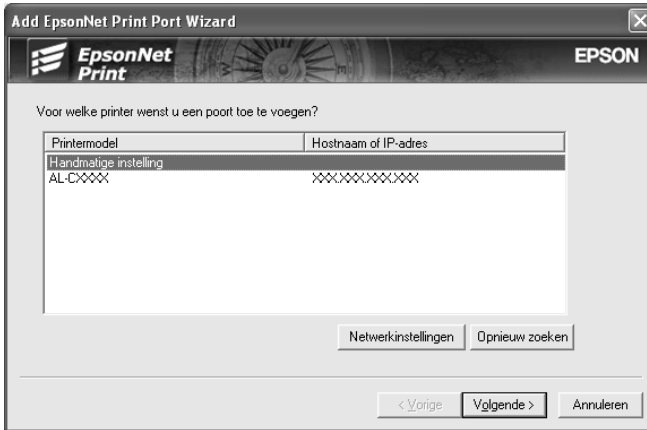 Add EpsonNet Print Port Wizard
EpsonNet
Print
EPSON
Voor welke printer wenst u een poort toe te voegen?
Printermodel Hostnaam of IP-adres
Handmatige instelling
AL-CXXXX XXX.XXX.XXX.XXX
Netwerkinstellingen Opnieuw zoeken
< Vorige Volgende > Annuleren